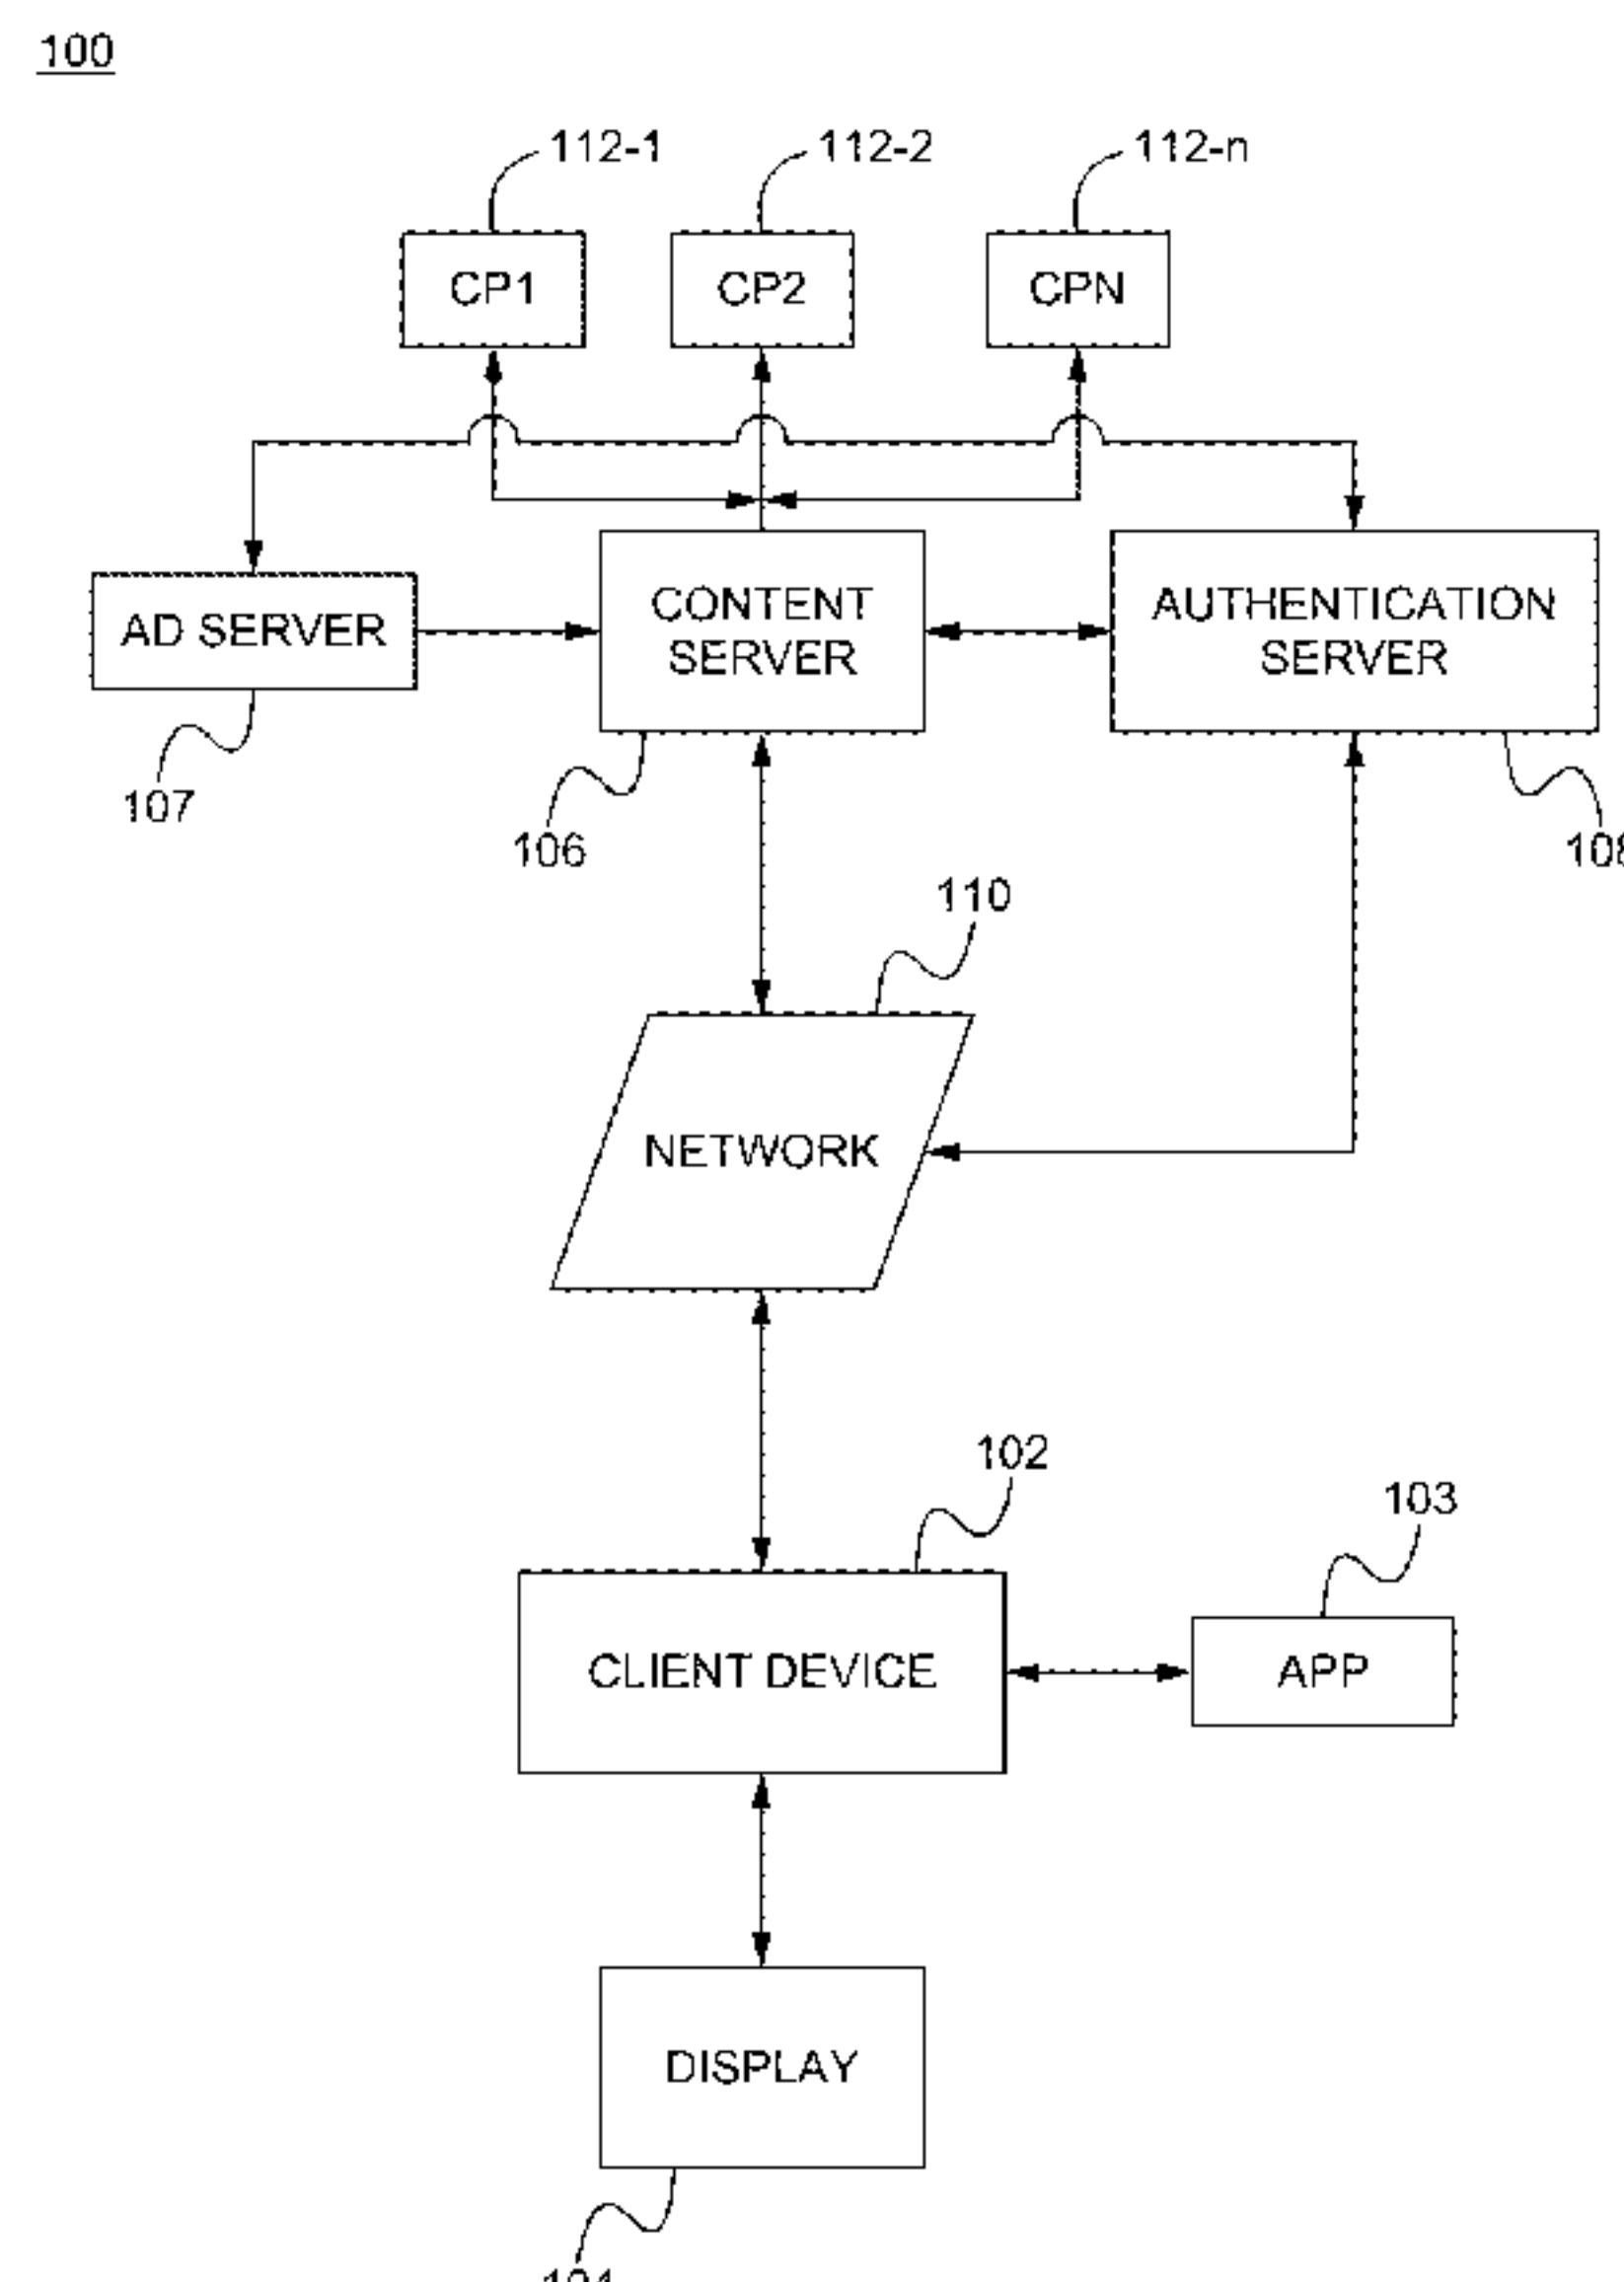 100
112-1
112-2
112-n
CP1
CP2
CPN
AD SERVER
CONTENT
SERVER
AUTHENTICATION
SERVER
107
106
110
NETWORK
102
103
CLIENT DEVICE
APP
DISPLAY